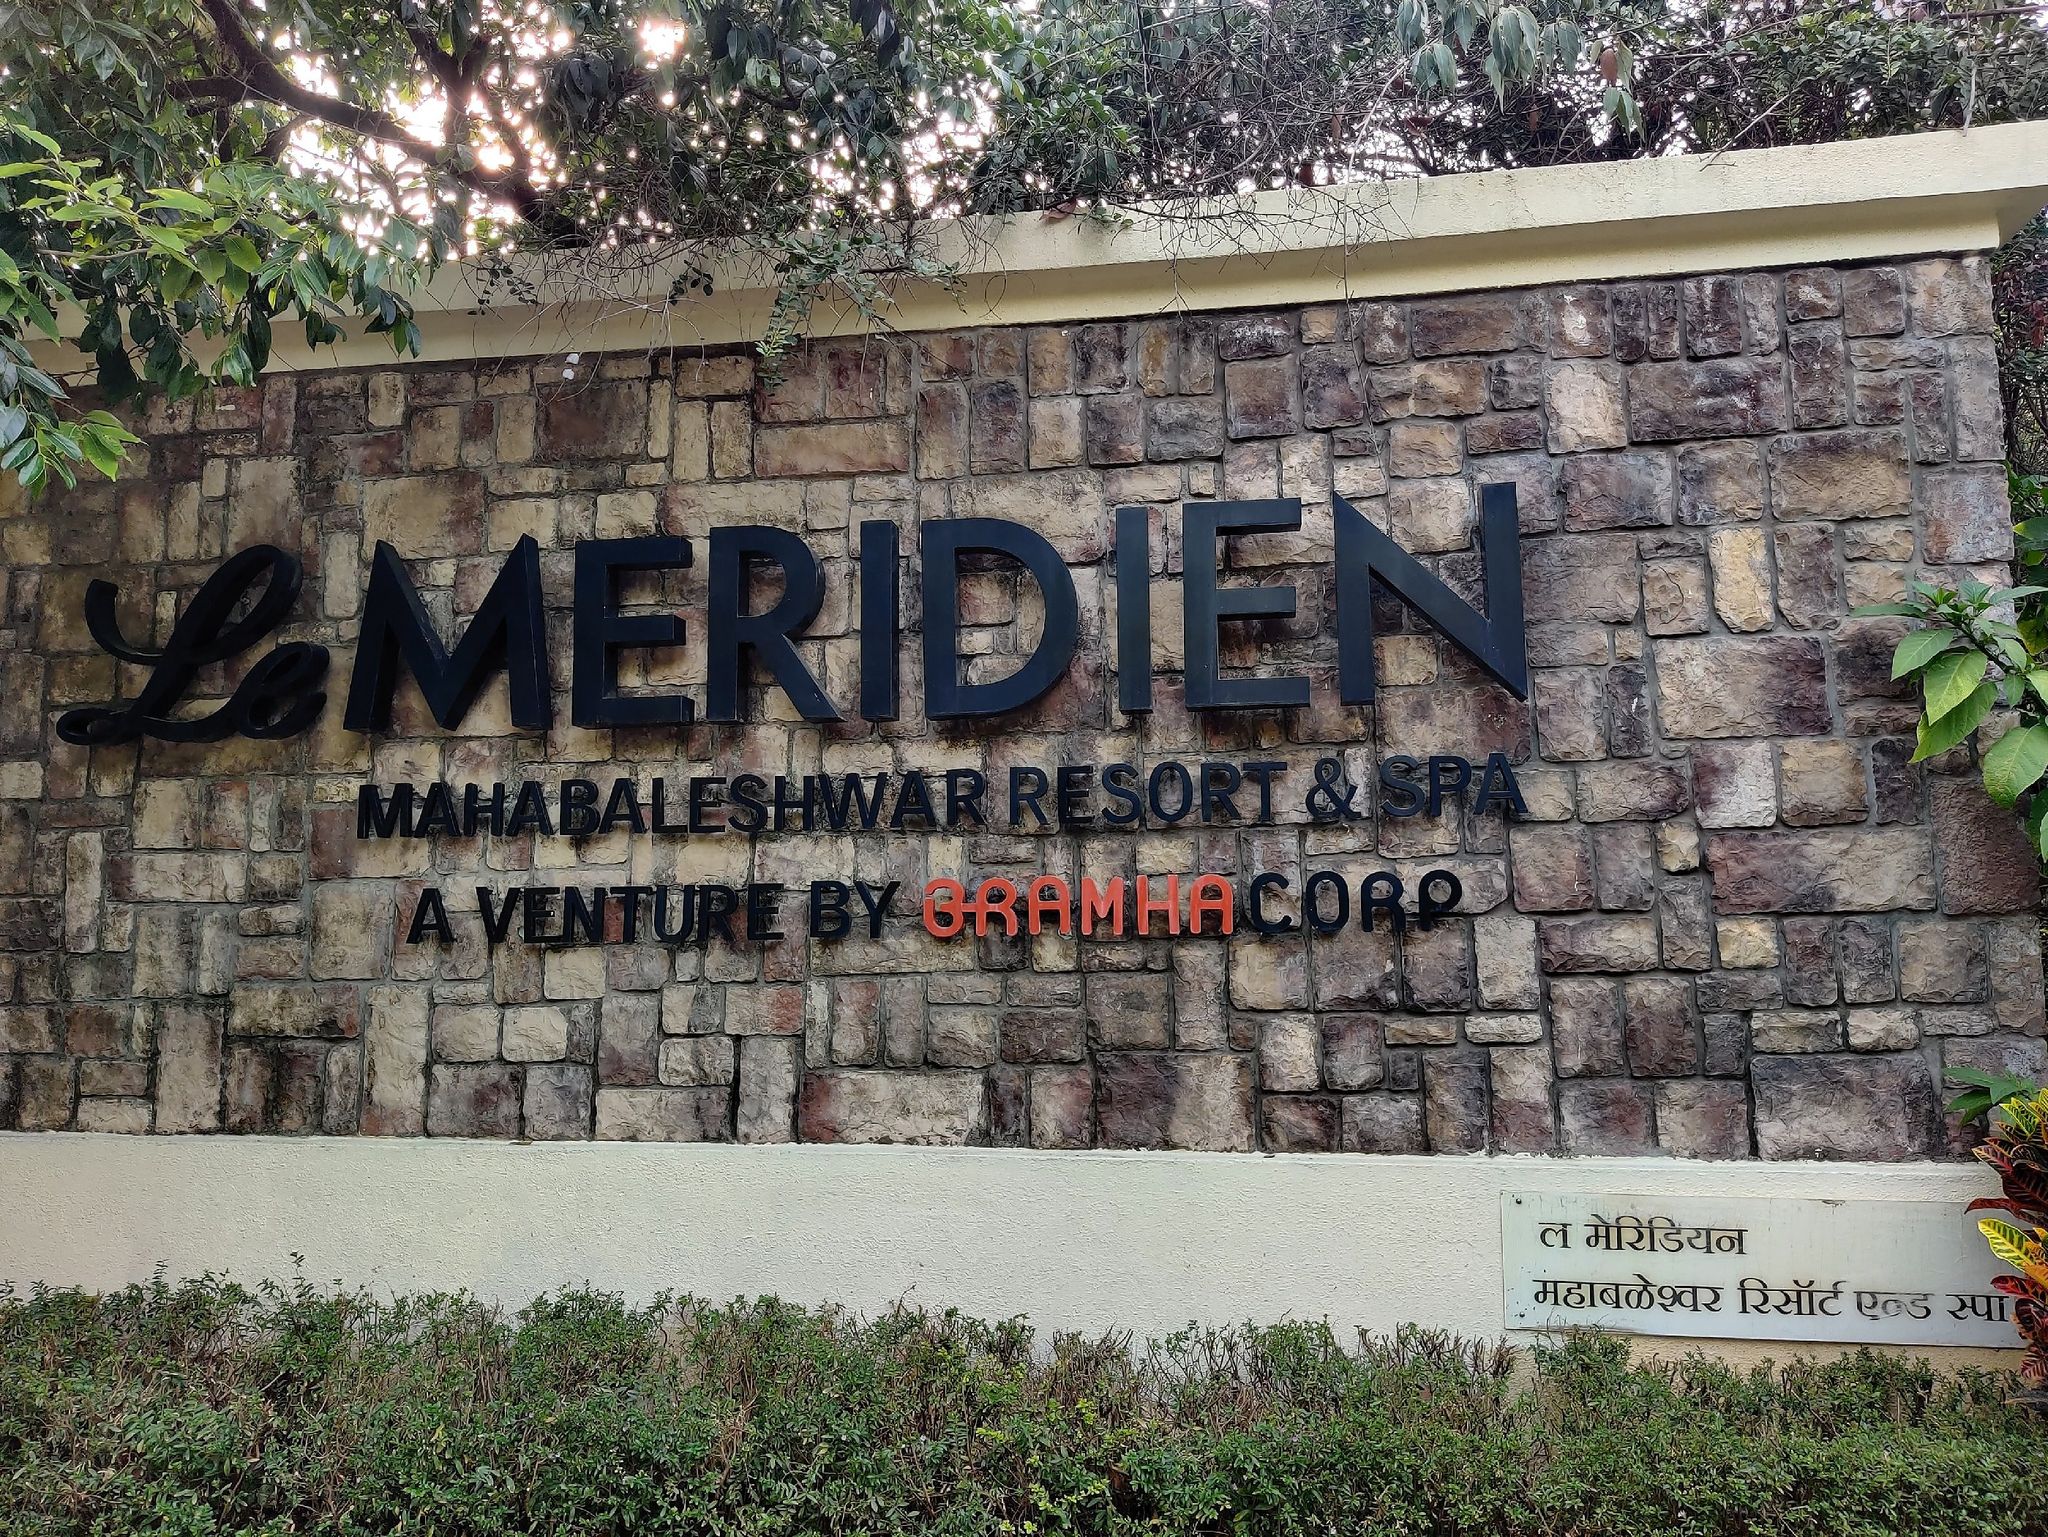 Le MERIDIEN
MAHABALESHWAR RESORT & SPA
A VENTURE BY BRAMHACORP
ल मेरिडियन
महाबळेश्वर रिसॉर्ट एन्ड स्पा